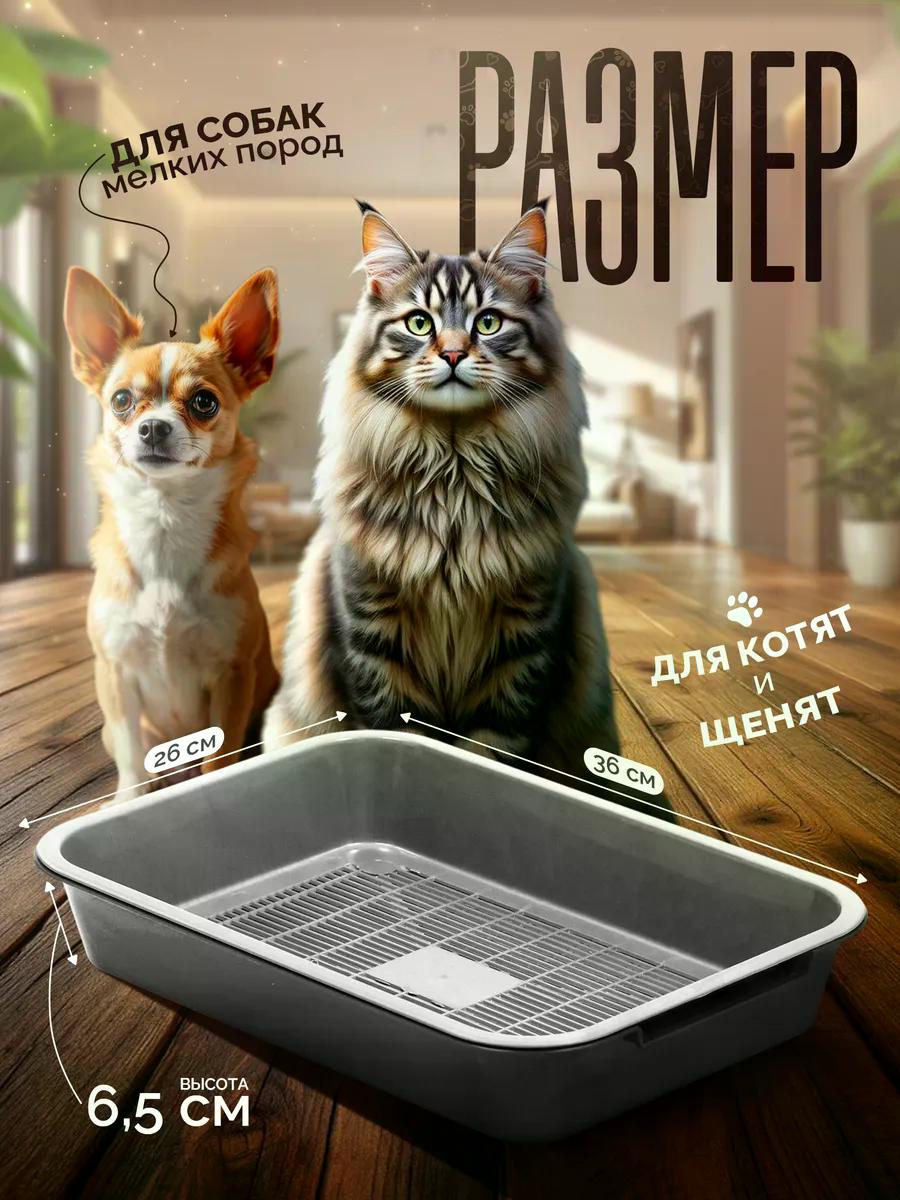 РАЗМЕР
ДЛЯ СОБАК
мелких пород
ДЛЯ КОТЯТ
и
ЩЕНЯТ
26 см
36 см
ВЫСОТА
6,5 см